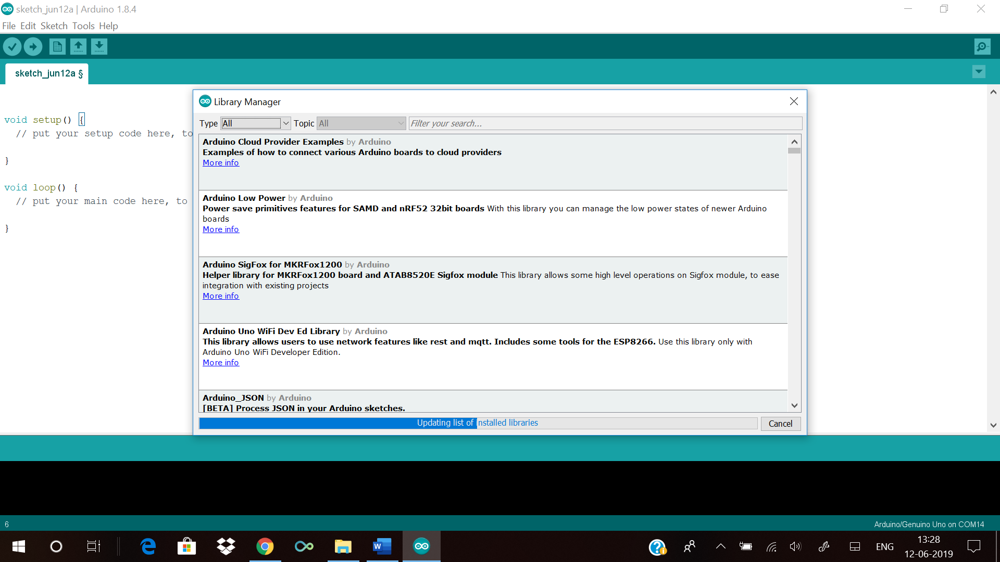 sketch_jun12a | Arduino 1.8.4
File Edit Sketch Tools Help
sketch_jun12a §
void setup() {
// put your setup code here, to
}
void loop() {
// put your main code here, to
}
Library Manager
Type All Topic All Filter your search...
Arduino Cloud Provider Examples by Arduino
Examples of how to connect various Arduino boards to cloud providers
More info
Arduino Low Power by Arduino
Power save primitives features for SAMD and nRF52 32bit boards With this library you can manage the low power states of newer Arduino
boards
More info
Arduino SigFox for MKRFox1200 by Arduino
Helper library for MKRFox1200 board and ATAB8520E Sigfox module This library allows some high level operations on Sigfox module, to ease
integration with existing projects
More info
Arduino Uno WiFi Dev Ed Library by Arduino
This library allows users to use network features like rest and mqtt. Includes some tools for the ESP8266. Use this library only with
Arduino Uno WiFi Developer Edition.
More info
Arduino_JSON by Arduino
[BETA] Process JSON in your Arduino sketches.
Updating list of installed libraries
Cancel
6
Arduino/Genuino Uno on COM14
W
ENG
13:28
12-06-2019